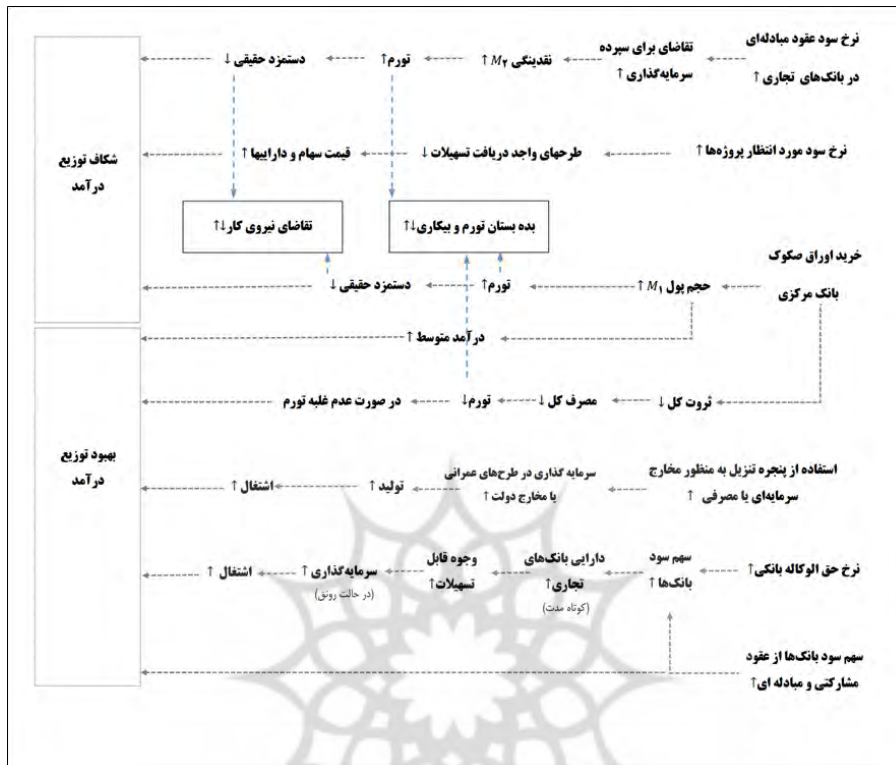 نرخ سود عقود مبادله‌ای
در بانک‌های تجاری ↑
تقاضای برای سپرده
سرمایه‌گذاری ↑
نقدینگی M۲ ↑
تورم↑
دستمزد حقیقی ↓
شکاف توزیع
درآمد
نرخ سود مورد انتظار پروژه‌ها ↑
طرحهای واجد دریافت تسهیلات ↓
قیمت سهام و داراییها ↑
بده بستان تورم و بیکاری↓↑
تقاضای نیروی کار↓↑
خرید اوراق صکوک
بانک مرکزی
حجم پول M۱ ↑
تورم↑
دستمزد حقیقی ↓
درآمد متوسط ↑
ثروت کل ↓
مصرف کل ↓
تورم↓
در صورت عدم غلبه تورم
بهبود توزیع
درآمد
استفاده از پنجره تنزیل به منظور مخارج
سرمایه‌ای یا مصرفی ↑
سرمایه گذاری در طرح‌های عمرانی
یا مخارج دولت ↑
تولید ↑
اشتغال ↑
نرخ حق الوکاله بانکی↑
سهم سود
بانک‌ها ↑
دارایی بانک‌های
تجاری↑
(کوتاه مدت)
وجوه قابل
تسهیلات↑
سرمایه‌گذاری ↑
(در حالت رونق)
اشتغال ↑
سهم سود بانک‌ها از عقود
مشارکتی و مبادله ای↑